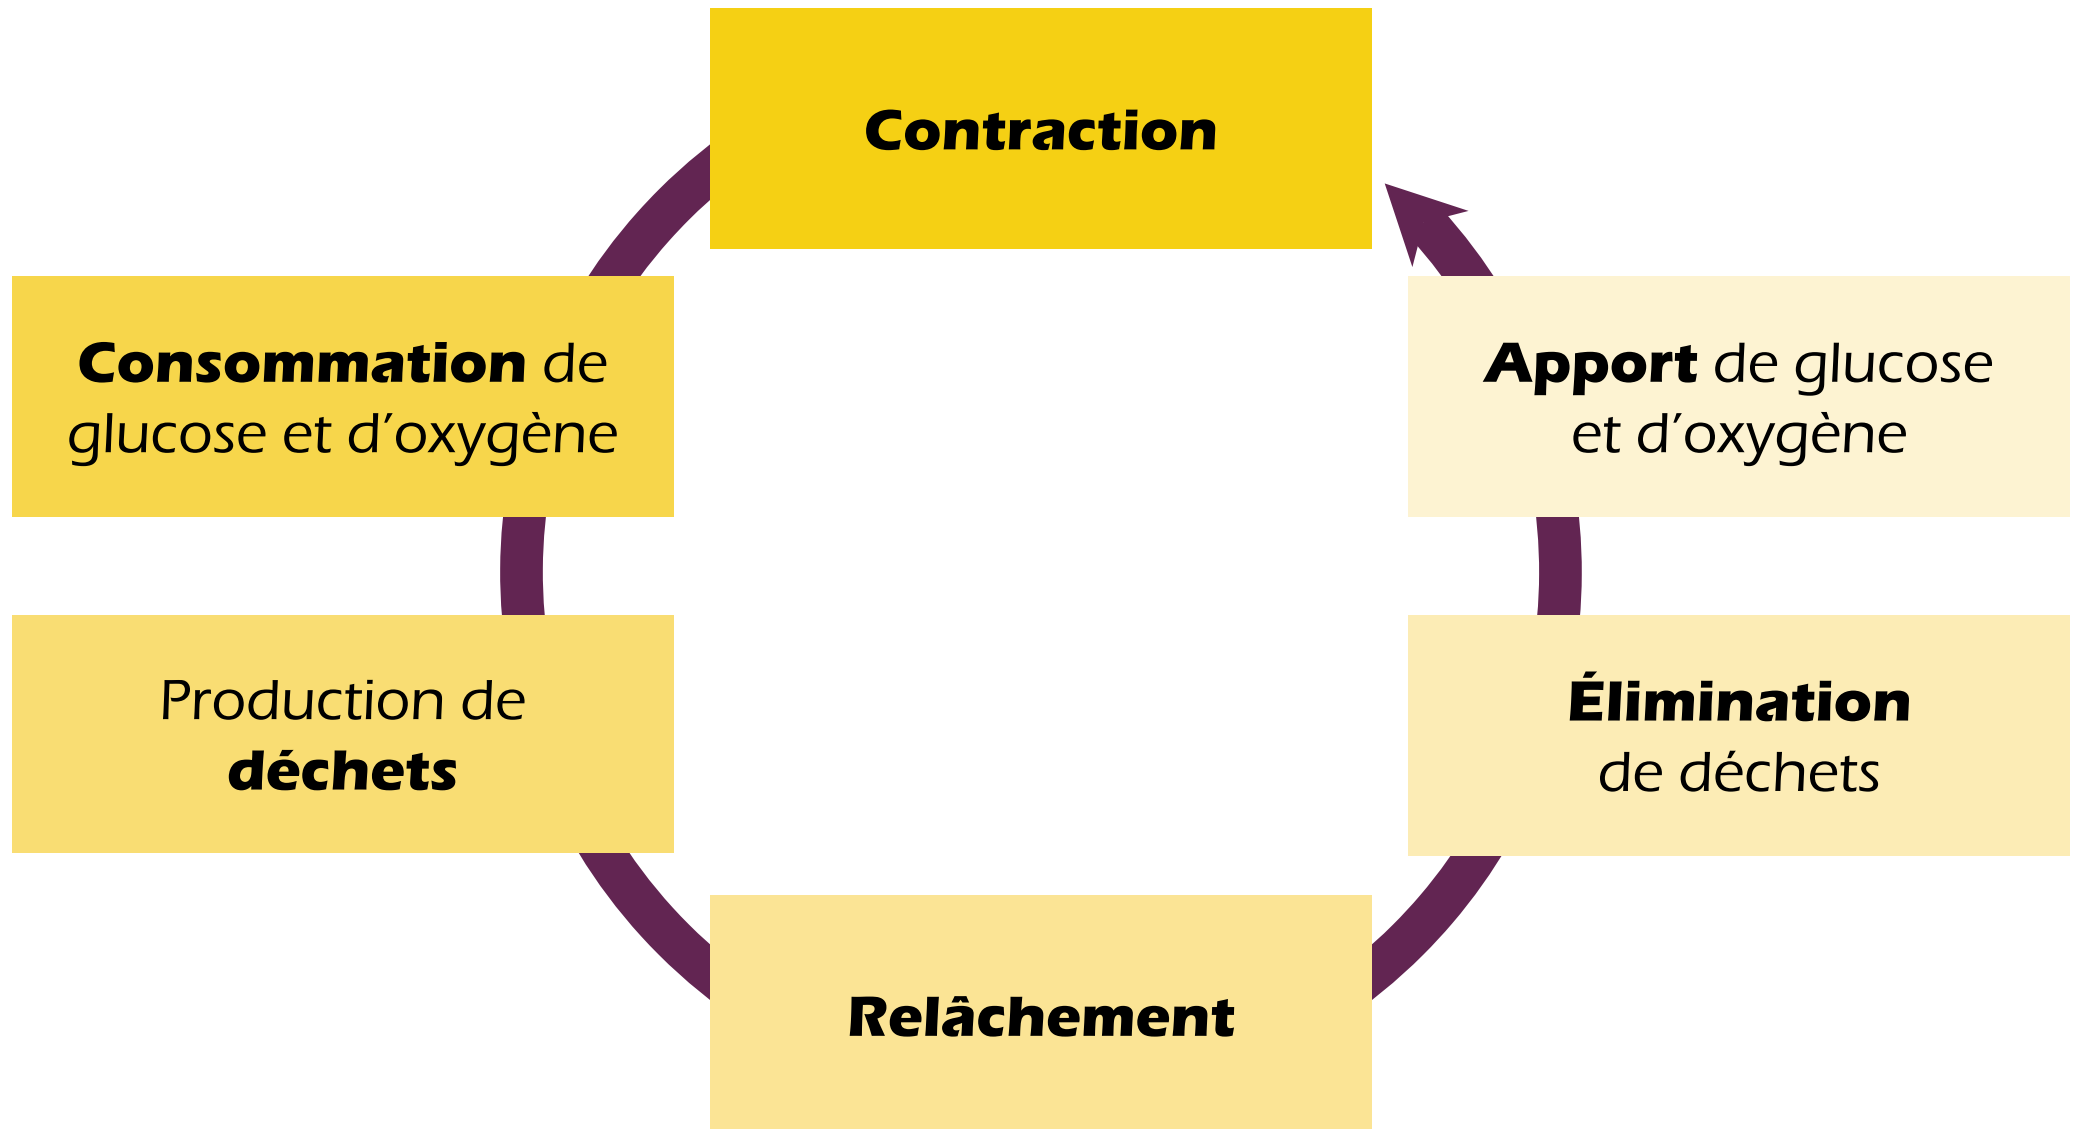 Contraction
Consommation de
glucose et d’oxygène
Production de
déchets
Relâchement
Élimination
de déchets
Apport de glucose
et d’oxygène